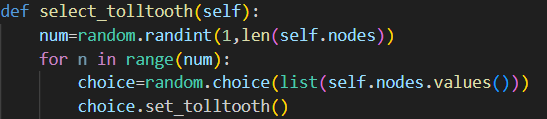 def select_tolltooth(self):
    num=random.randint(1,len(self.nodes))
    for n in range(num):
        choice=random.choice(list(self.nodes.values()))
        choice.set_tolltooth()